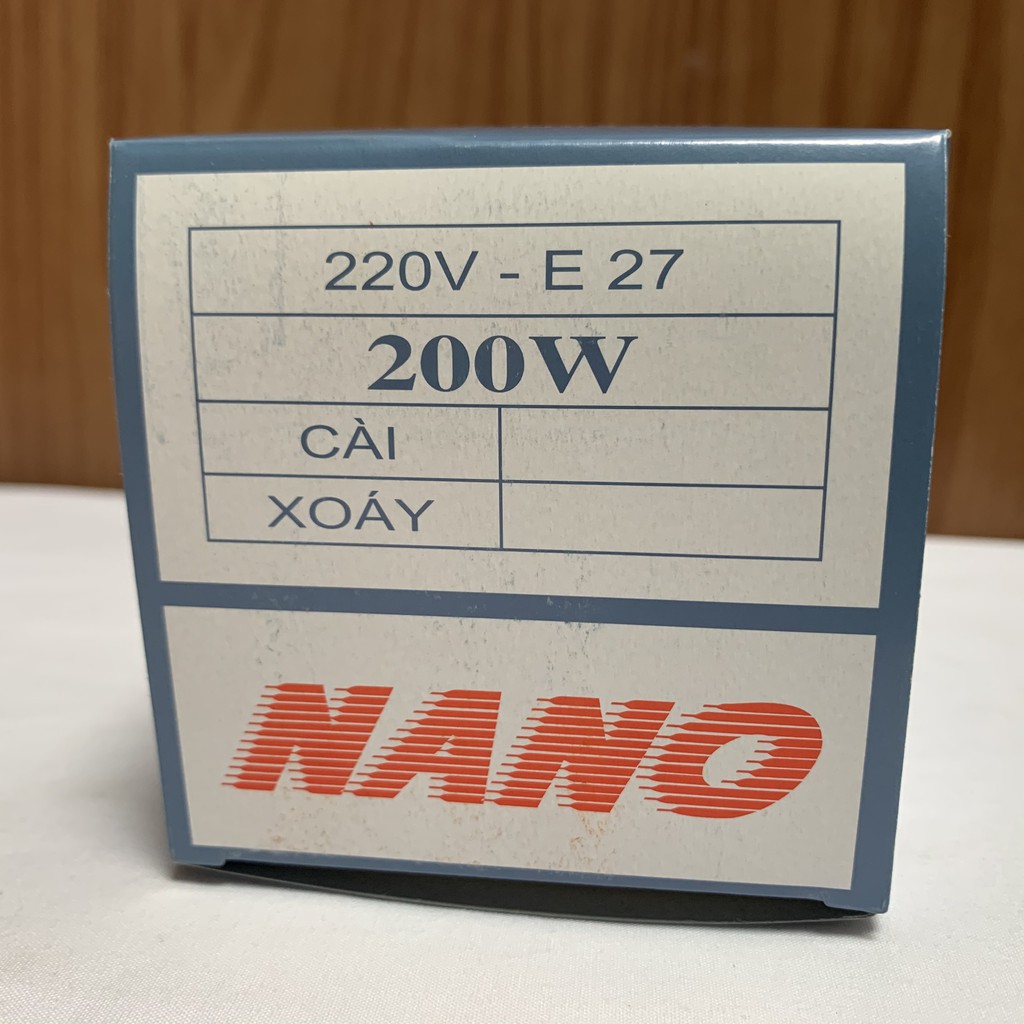 220V - E 27
200W
CÀI
XOÁY
NANO